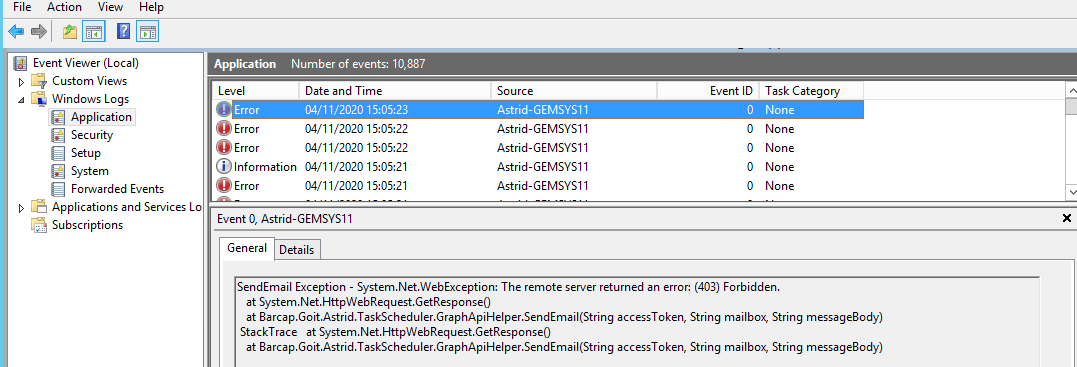 File Action View Help
Event Viewer (Local)
Custom Views
Windows Logs
Application
Security
Setup
System
Forwarded Events
Applications and Services Lo
Subscriptions
Application Number of events: 10,887
Level Date and Time Source Event ID Task Category
Error 04/11/2020 15:05:23 Astrid-GEMSYS11 0 None
Error 04/11/2020 15:05:22 Astrid-GEMSYS11 0 None
Error 04/11/2020 15:05:22 Astrid-GEMSYS11 0 None
Information 04/11/2020 15:05:21 Astrid-GEMSYS11 0 None
Error 04/11/2020 15:05:21 Astrid-GEMSYS11 0 None
Event 0, Astrid-GEMSYS11
General Details
SendEmail Exception - System.Net.WebException: The remote server returned an error: (403) Forbidden.
at System.Net.HttpWebRequest.GetResponse()
at Barcap.Goit.Astrid.TaskScheduler.GraphApiHelper.SendEmail(String accessToken, String mailbox, String messageBody)
StackTrace at System.Net.HttpWebRequest.GetResponse()
at Barcap.Goit.Astrid.TaskScheduler.GraphApiHelper.SendEmail(String accessToken, String mailbox, String messageBody)